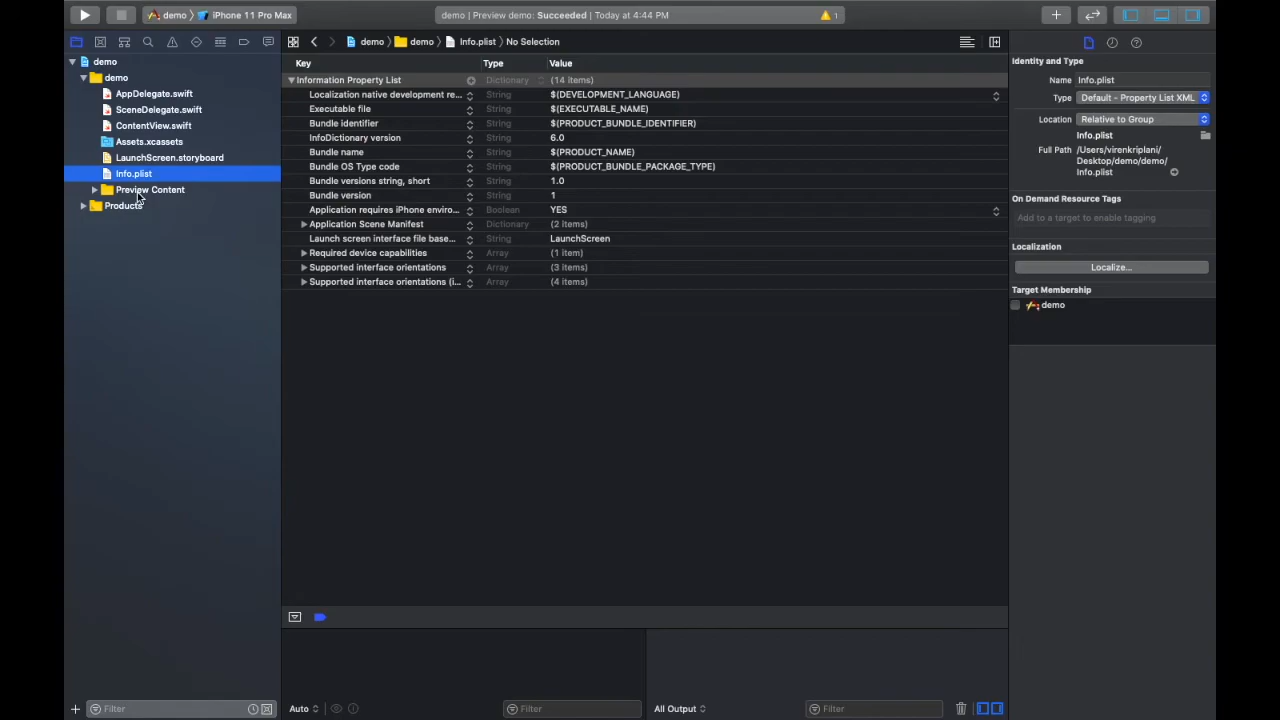 demo 〉 iPhone 11 Pro Max
demo | Preview demo: Succeeded | Today at 4:44 PM
1
demo 〉 demo 〉 Info.plist 〉 No Selection
demo
demo
AppDelegate.swift
SceneDelegate.swift
ContentView.swift
Assets.xcassets
LaunchScreen.storyboard
Info.plist
Preview Content
Products
Filter
Key Type Value
Information Property List Dictionary (14 items)
Localization native development re... String $(DEVELOPMENT_LANGUAGE)
Executable file String $(EXECUTABLE_NAME)
Bundle identifier String $(PRODUCT_BUNDLE_IDENTIFIER)
InfoDictionary version String 6.0
Bundle name String $(PRODUCT_NAME)
Bundle OS Type code String $(PRODUCT_BUNDLE_PACKAGE_TYPE)
Bundle versions string, short String 1.0
Bundle version String 1
Application requires iPhone enviro... Boolean YES
Application Scene Manifest Dictionary (2 items)
Launch screen interface file base... String LaunchScreen
Required device capabilities Array (1 item)
Supported interface orientations Array (3 items)
Supported interface orientations (i... Array (4 items)
Auto Filter
All Output Filter
Identity and Type
Name Info.plist
Type Default - Property List XML
Location Relative to Group
Info.plist
Full Path /Users/virenkriplani/
Desktop/demo/demo/
Info.plist
On Demand Resource Tags
Add to a target to enable tagging
Localization
Localize...
Target Membership
demo